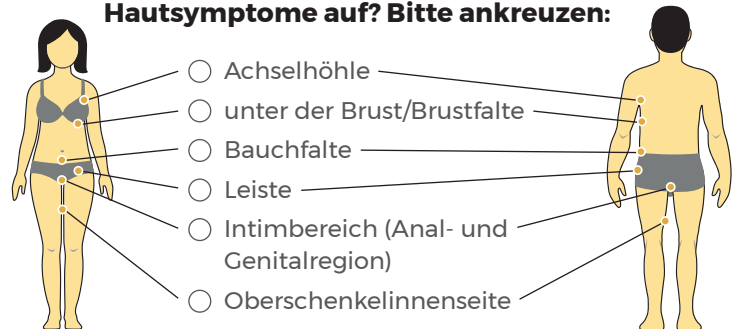 Hautsymptome auf? Bitte ankreuzen:
Achselhöhle
unter der Brust/Brustfalte
Bauchfalte
Leiste
Intimbereich (Anal- und
Genitalregion)
Oberschenkelinnenseite